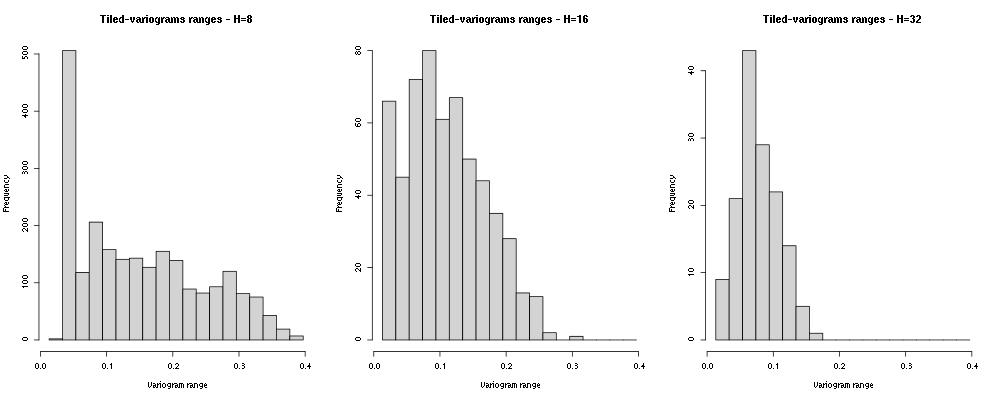 Tiled-variograms ranges - H=8
Frequency
500
400
300
200
100
0
0.0 0.1 0.2 0.3 0.4
Variogram range
Tiled-variograms ranges - H=16
Frequency
80
60
40
20
0
0.0 0.1 0.2 0.3 0.4
Variogram range
Tiled-variograms ranges - H=32
Frequency
40
30
20
10
0
0.0 0.1 0.2 0.3 0.4
Variogram range